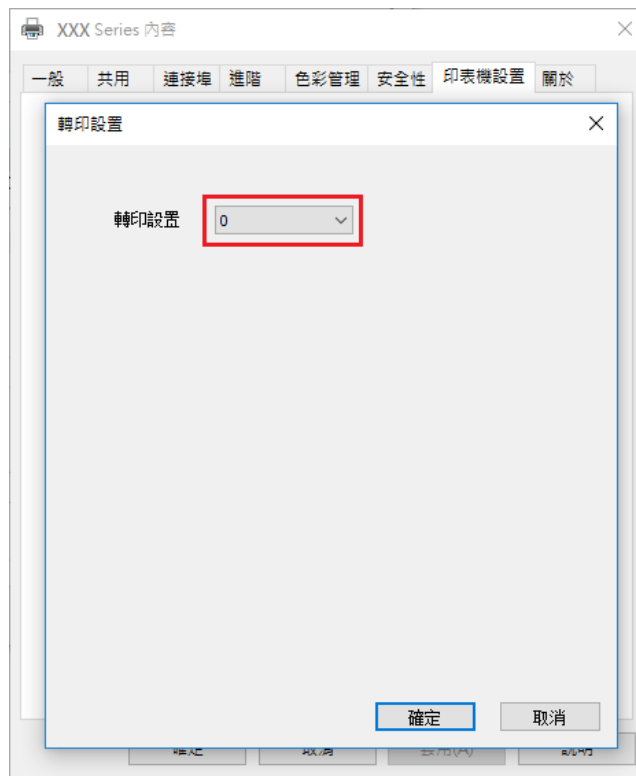 XXX Series 內容
一般 共用 連接埠 進階 色彩管理 安全性 印表機設置 關於
轉印設置
轉印設置 0
確定 取消